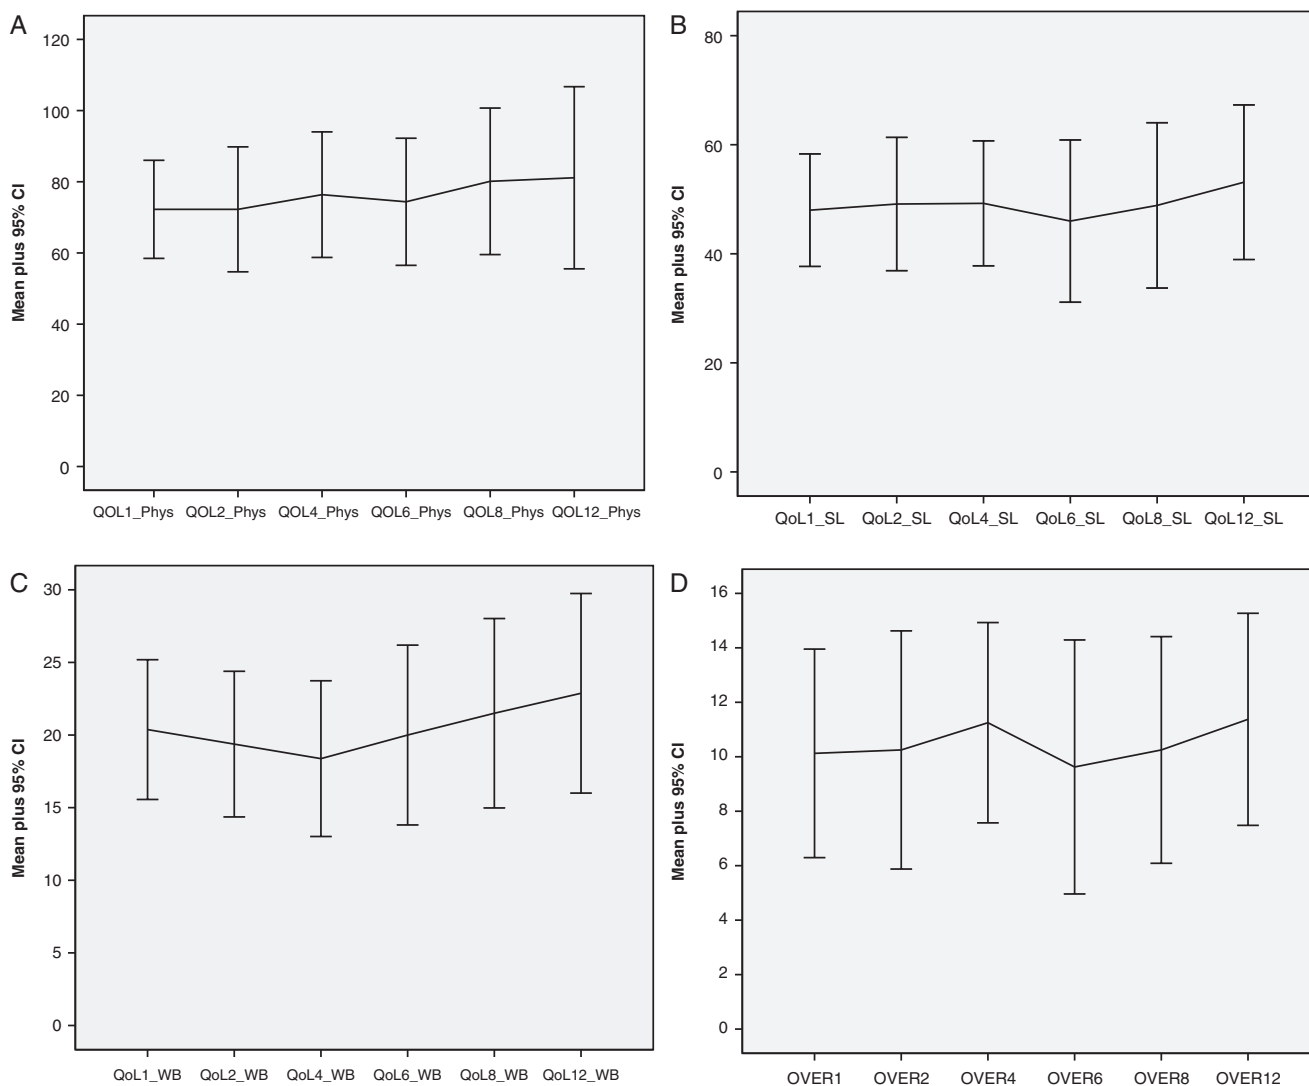 A
Mean plus 95% CI
120
100
80
60
40
20
0
QOL1_Phys QOL2_Phys QOL4_Phys QOL6_Phys QOL8_Phys QOL12_Phys
B
Mean plus 95% CI
80
60
40
20
0
QoL1_SL QoL2_SL QoL4_SL QoL6_SL QoL8_SL QoL12_SL
C
Mean plus 95% CI
30
25
20
15
10
5
0
QoL1_WB QoL2_WB QoL4_WB QoL6_WB QoL8_WB QoL12_WB
D
Mean plus 95% CI
16
14
12
10
8
6
4
2
0
OVER1 OVER2 OVER4 OVER6 OVER8 OVER12